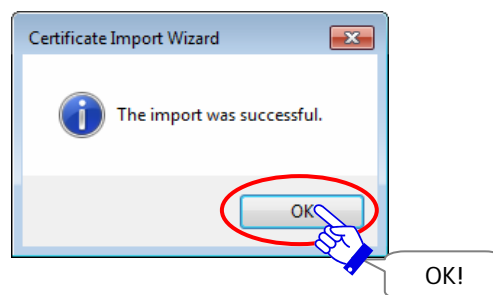 Certificate Import Wizard
The import was successful.
OK
OK!